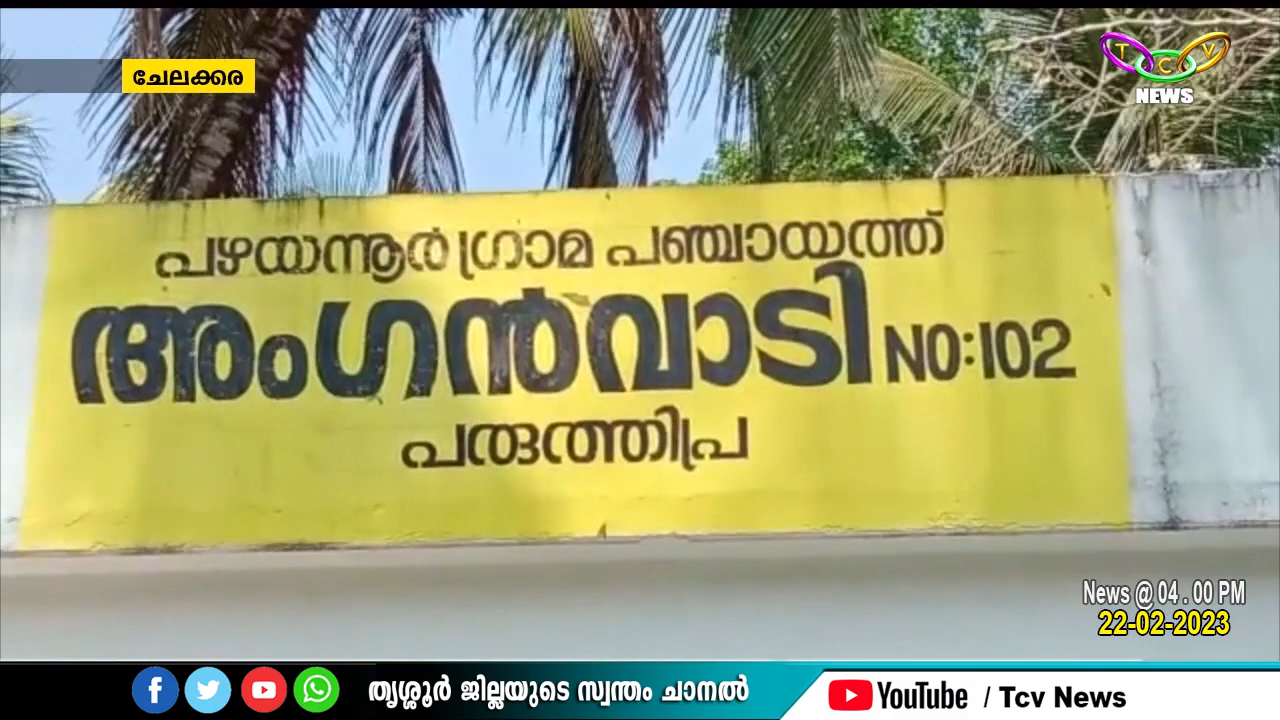 ചേലക്കര
T C V
NEWS
പഴയന്നൂർ ഗ്രാമ പഞ്ചായത്ത്
അംഗൻവാടി NO:102
പരുത്തിപ്ര
News @ 04 . 00 PM
22-02-2023
തൃശ്ശൂർ ജില്ലയുടെ സ്വന്തം ചാനൽ
YouTube / Tcv News